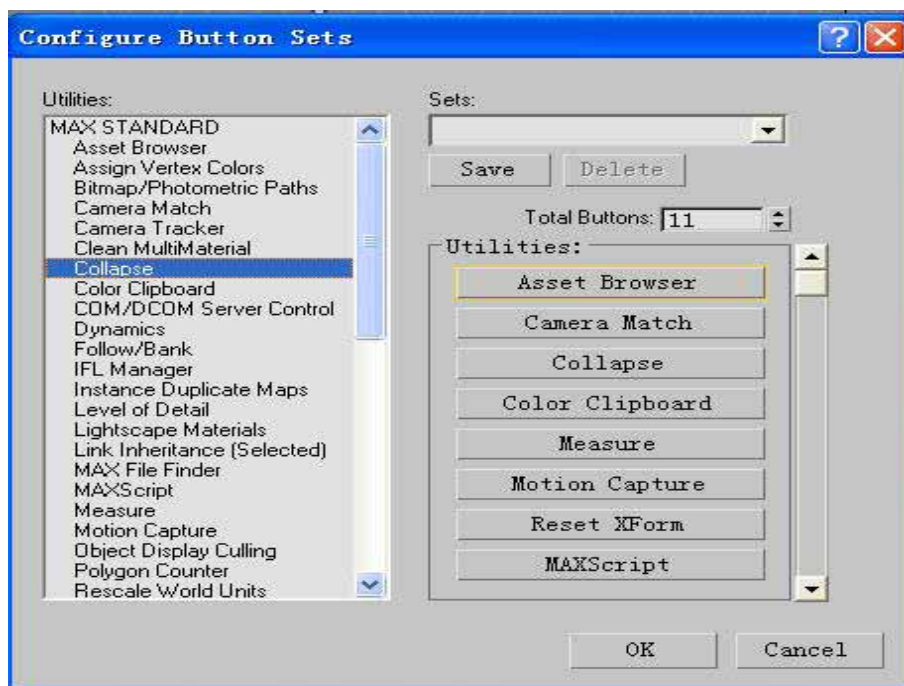 Configure Button Sets
Utilities:
MAX STANDARD
Asset Browser
Assign Vertex Colors
Bitmap/Photometric Paths
Camera Match
Camera Tracker
Clean MultiMaterial
Collapse
Color Clipboard
COM/DCOM Server Control
Dynamics
Follow/Bank
IFL Manager
Instance Duplicate Maps
Level of Detail
Lightscape Materials
Link Inheritance (Selected)
MAX File Finder
MAXScript
Measure
Motion Capture
Object Display Culling
Polygon Counter
Rescale World Units
Sets:
Save
Delete
Total Buttons: 11
Utilities:
Asset Browser
Camera Match
Collapse
Color Clipboard
Measure
Motion Capture
Reset XForm
MAXScript
OK
Cancel